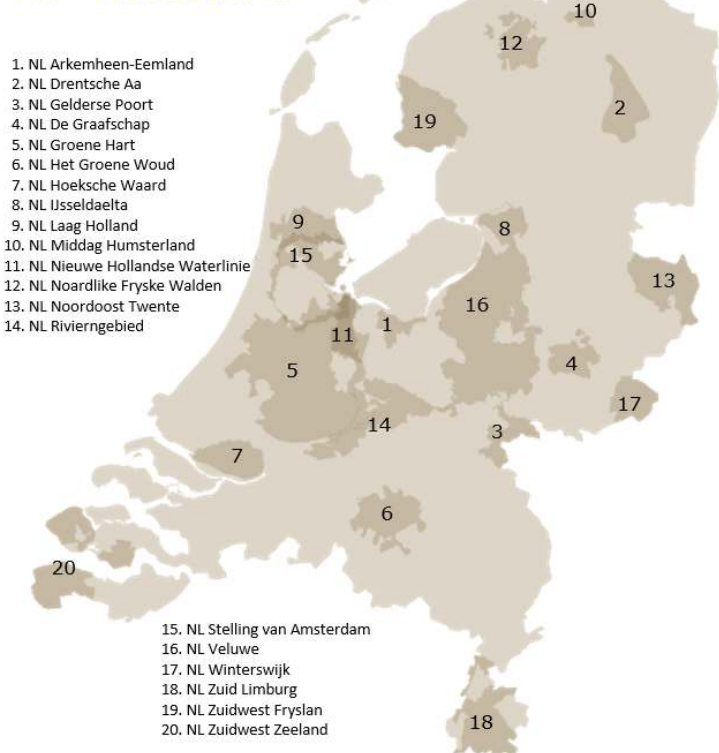 1. NL Arkemheen-Eemland
2. NL Drentsche Aa
3. NL Gelderse Poort
4. NL De Graafschap
5. NL Groene Hart
6. NL Het Groene Woud
7. NL Hoeksche Waard
8. NL IJsseldaelta
9. NL Laag Holland
10. NL Middag Humsterland
11. NL Nieuwe Hollandse Waterlinie
12. NL Noardlike Fryske Walden
13. NL Noordoost Twente
14. NL Rivierngebied
10
12
2
19
9
8
15
13
16
1
11
4
5
17
14
3
7
6
20
15. NL Stelling van Amsterdam
16. NL Veluwe
17. NL Winterswijk
18. NL Zuid Limburg
19. NL Zuidwest Fryslan
20. NL Zuidwest Zeeland
18